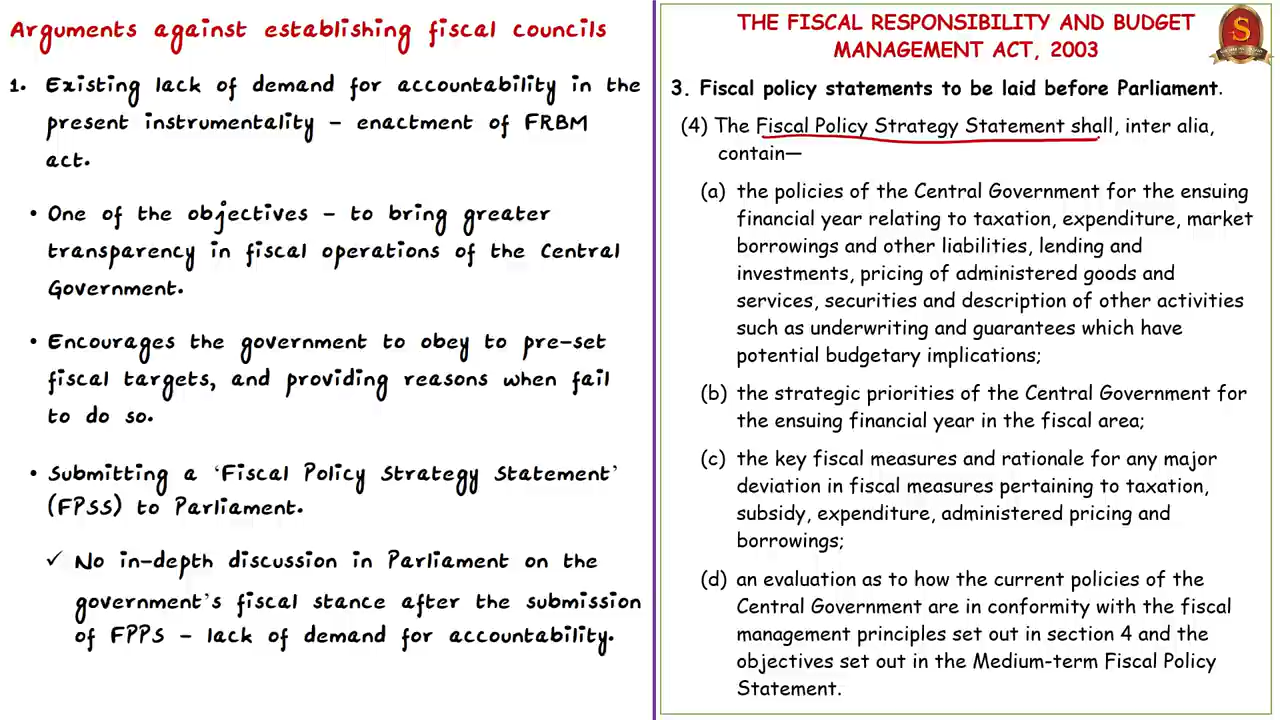 Arguments against establishing fiscal councils
1. Existing lack of demand for accountability in the
present instrumentality – enactment of FRBM
act.
• One of the objectives – to bring greater
transparency in fiscal operations of the Central
Government.
• Encourages the government to obey to pre-set
fiscal targets, and providing reasons when fail
to do so.
• Submitting a ‘Fiscal Policy Strategy Statement’
(FPSS) to Parliament.
✓ No in-depth discussion in Parliament on the
government's fiscal stance after the submission
of FPPS – lack of demand for accountability.
THE FISCAL RESPONSIBILITY AND BUDGET
MANAGEMENT ACT, 2003
S
3. Fiscal policy statements to be laid before Parliament.
(4) The Fiscal Policy Strategy Statement shall, inter alia,
contain—
(a) the policies of the Central Government for the ensuing
financial year relating to taxation, expenditure, market
borrowings and other liabilities, lending and
investments, pricing of administered goods and
services, securities and description of other activities
such as underwriting and guarantees which have
potential budgetary implications;
(b) the strategic priorities of the Central Government for
the ensuing financial year in the fiscal area;
(c) the key fiscal measures and rationale for any major
deviation in fiscal measures pertaining to taxation,
subsidy, expenditure, administered pricing and
borrowings;
(d) an evaluation as to how the current policies of the
Central Government are in conformity with the fiscal
management principles set out in section 4 and the
objectives set out in the Medium-term Fiscal Policy
Statement.